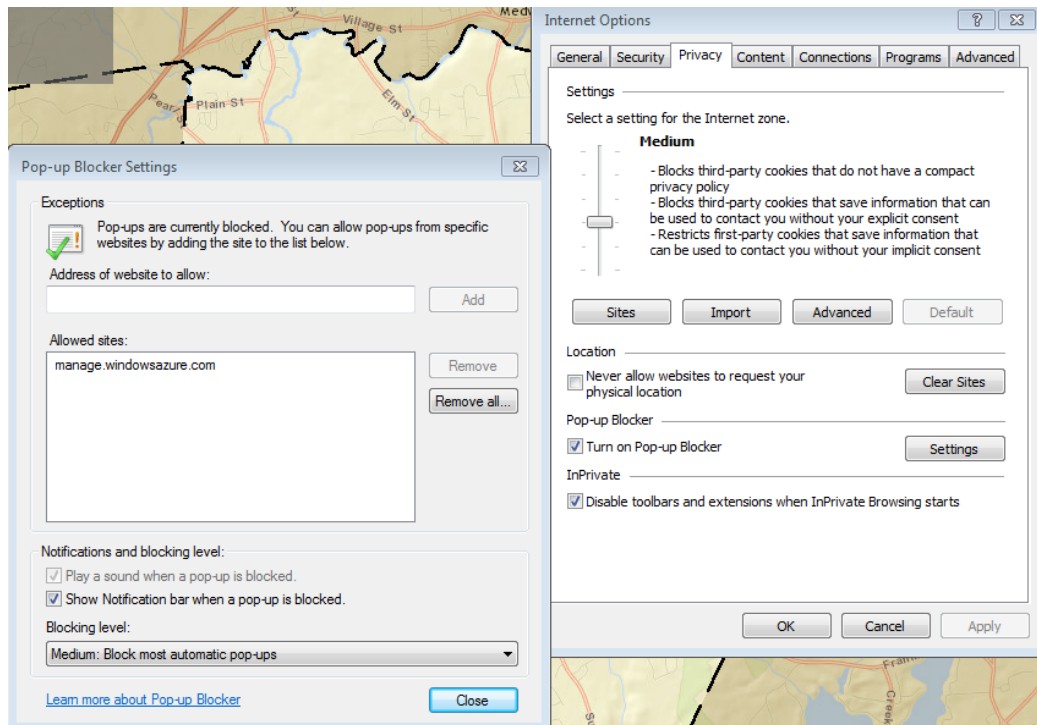 Village St
Medw
Pear
Plain St
Elm St
Pop-up Blocker Settings
Exceptions
Pop-ups are currently blocked. You can allow pop-ups from specific
websites by adding the site to the list below.
Address of website to allow:
Add
Allowed sites:
manage.windowsazure.com
Remove
Remove all...
Notifications and blocking level:
Play a sound when a pop-up is blocked.
Show Notification bar when a pop-up is blocked.
Blocking level:
Medium: Block most automatic pop-ups
Learn more about Pop-up Blocker
Close
Internet Options
General Security Privacy Content Connections Programs Advanced
Settings
Select a setting for the Internet zone.
Medium
- Blocks third-party cookies that do not have a compact
privacy policy
- Blocks third-party cookies that save information that can
be used to contact you without your explicit consent
- Restricts first-party cookies that save information that
can be used to contact you without your implicit consent
Sites Import Advanced Default
Location
Never allow websites to request your
physical location
Clear Sites
Pop-up Blocker
Turn on Pop-up Blocker
Settings
InPrivate
Disable toolbars and extensions when InPrivate Browsing starts
OK Cancel Apply
Creek